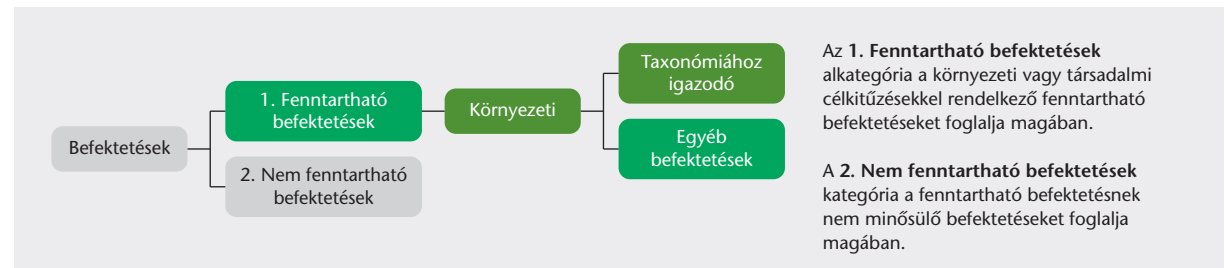 Befektetések
1. Fenntartható
befektetések
2. Nem fenntartható
befektetések
Környezeti
Taxonómiához
igazodó
Egyéb
befektetések
Az 1. Fenntartható befektetések
alkategória a környezeti vagy társadalmi
célkitűzésekkel rendelkező fenntartható
befektetéseket foglalja magában.
A 2. Nem fenntartható befektetések
kategória a fenntartható befektetésnek
nem minősülő befektetéseket foglalja
magában.